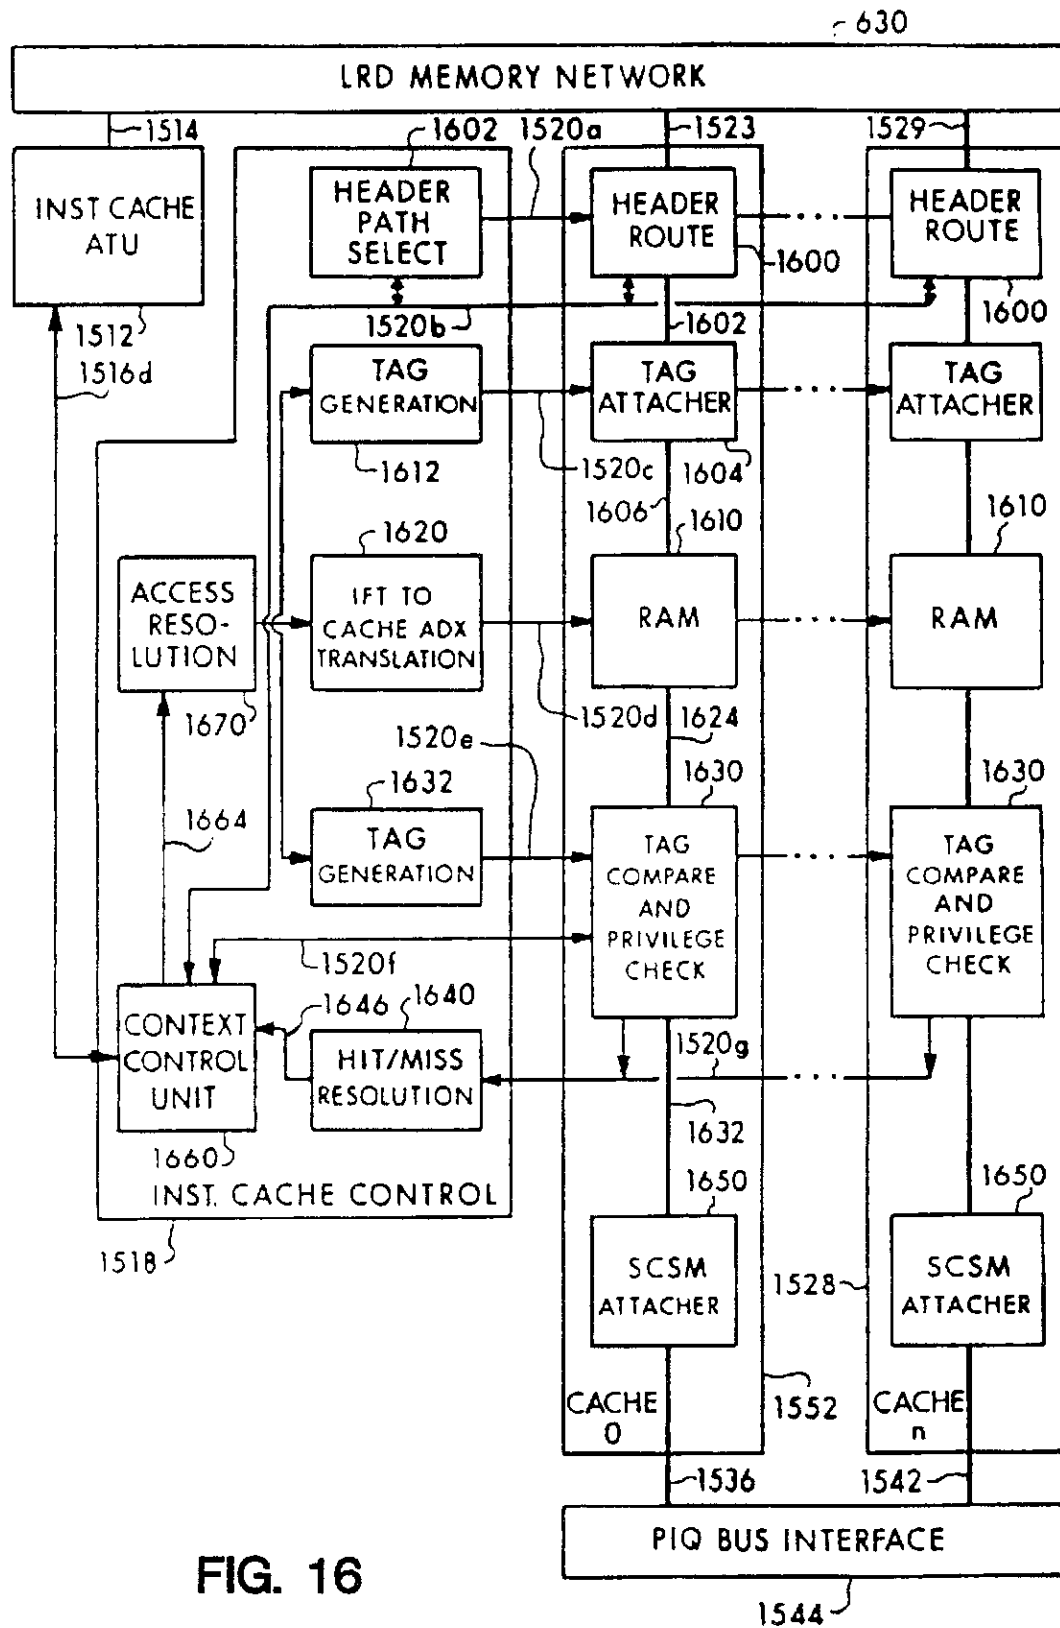 630
LRD MEMORY NETWORK
1514
1602
1520a
1523
1529
INST CACHE
ATU
HEADER
PATH
SELECT
HEADER
ROUTE
HEADER
ROUTE
1600
1600
1512
1520b
1602
1516d
TAG
GENERATION
TAG
ATTACHER
TAG
ATTACHER
1612
1520c
1604
1606
1610
1610
1620
ACCESS
RESO-
LUTION
IFT TO
CACHE ADX
TRANSLATION
RAM
RAM
1670
1520d
1624
1520e
1632
1630
1630
1664
TAG
GENERATION
TAG
COMPARE
AND
PRIVILEGE
CHECK
TAG
COMPARE
AND
PRIVILEGE
CHECK
1520f
1646
1640
1520g
CONTEXT
CONTROL
UNIT
HIT/MISS
RESOLUTION
1632
1660
INST. CACHE CONTROL
1518
1650
1650
SCSM
ATTACHER
1528
SCSM
ATTACHER
CACHE
0
1552
CACHE
n
1536
1542
PIQ BUS INTERFACE
1544
FIG. 16